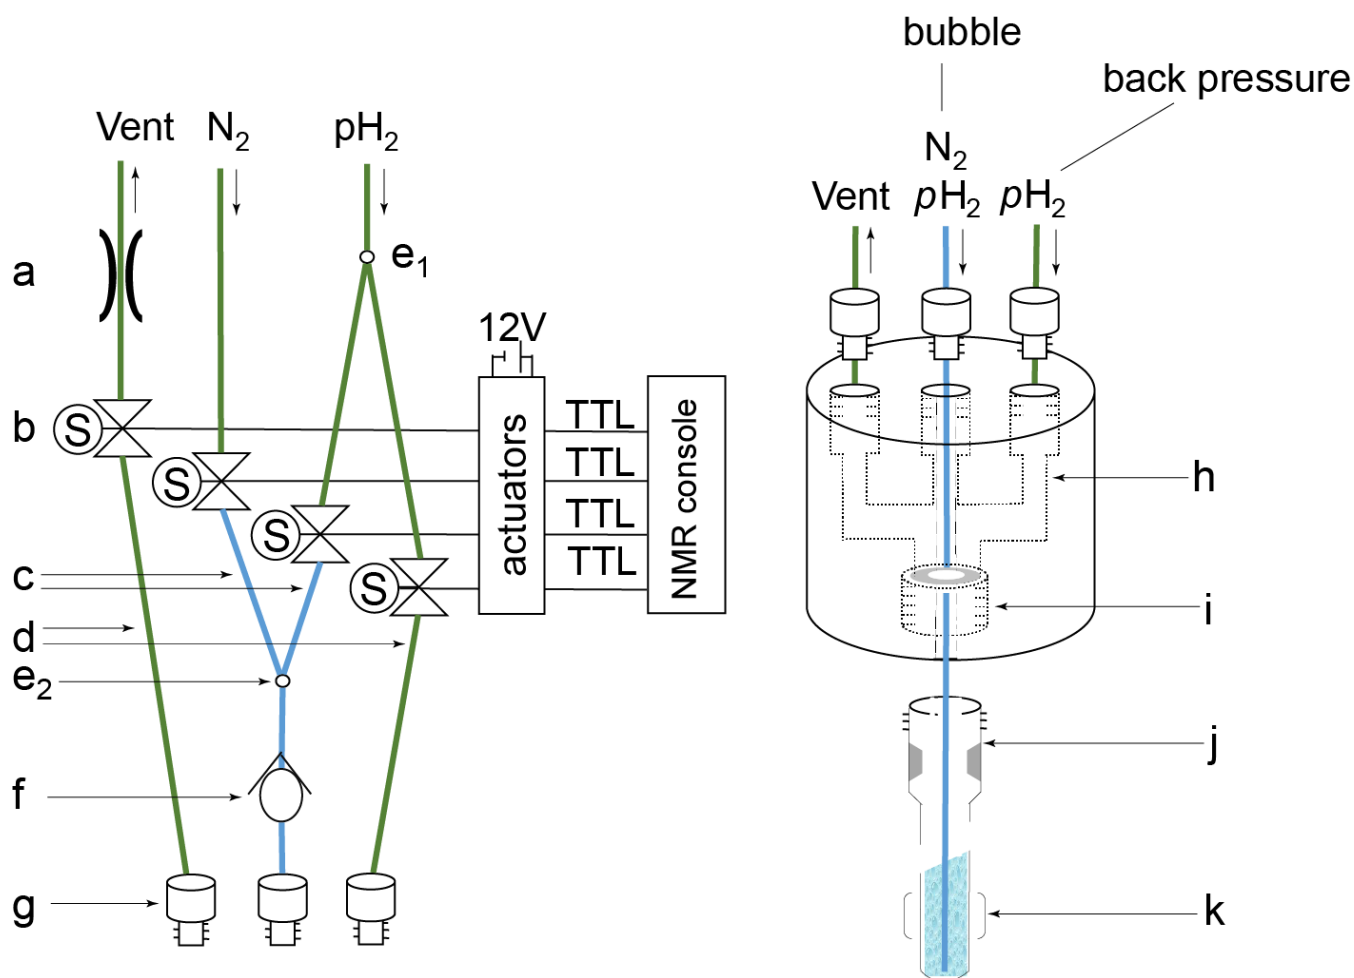 bubble
back pressure
Vent N₂ pH₂
N₂
Vent pH₂ pH₂
a
e₁
12V
b
S
S
S
S
actuators
TTL
TTL
TTL
TTL
NMR console
c
d
e₂
f
g
h
i
j
k